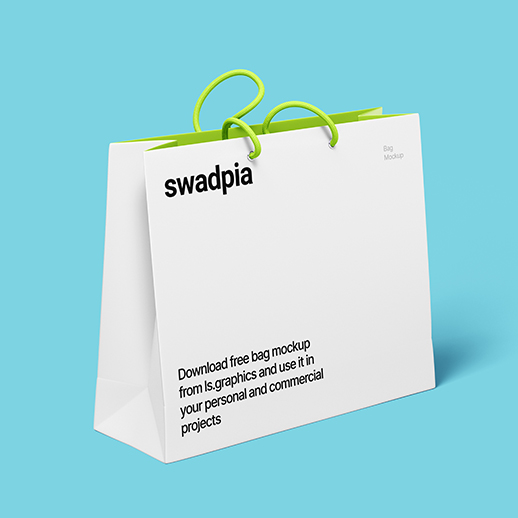 swadpia
Bag
Mockup
Download free bag mockup
from ls.graphics and use it in
your personal and commercial
projects